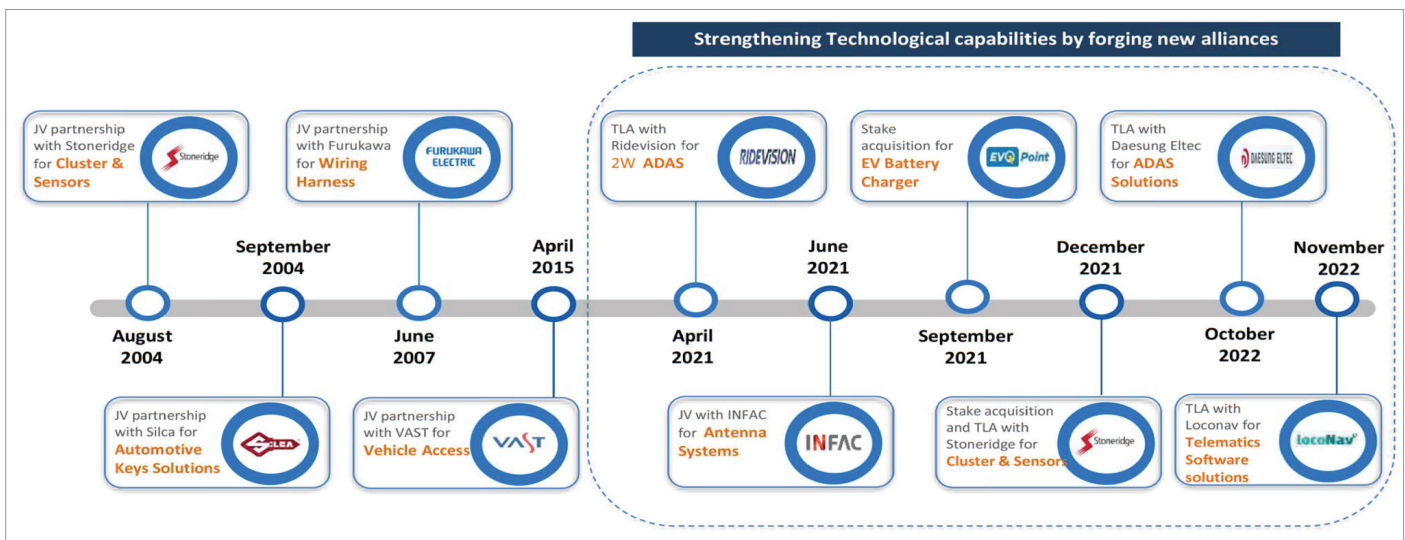 Strengthening Technological capabilities by forging new alliances
JV partnership
with Stoneridge
for Cluster &
Sensors
Stoneridge
JV partnership
with Furukawa
for Wiring
Harness
FURUKAWA
ELECTRIC
TLA with
Ridevision for
2W ADAS
RIDEVISION
Stake
acquisition for
EV Battery
Charger
EVQ Point
TLA with
Daesung Eltec
for ADAS
Solutions
DAESUNG ELTEC
September
2004
April
2015
June
2021
December
2021
November
2022
August
2004
June
2007
April
2021
September
2021
October
2022
JV partnership
with Silca for
Automotive
Keys Solutions
SILCA
JV partnership
with VAST for
Vehicle Access
VAST
JV with INFAC
for Antenna
Systems
INFAC
Stake acquisition
and TLA with
Stoneridge for
Cluster & Sensors
Stoneridge
TLA with
Loconav for
Telematics
Software
solutions
locoNav